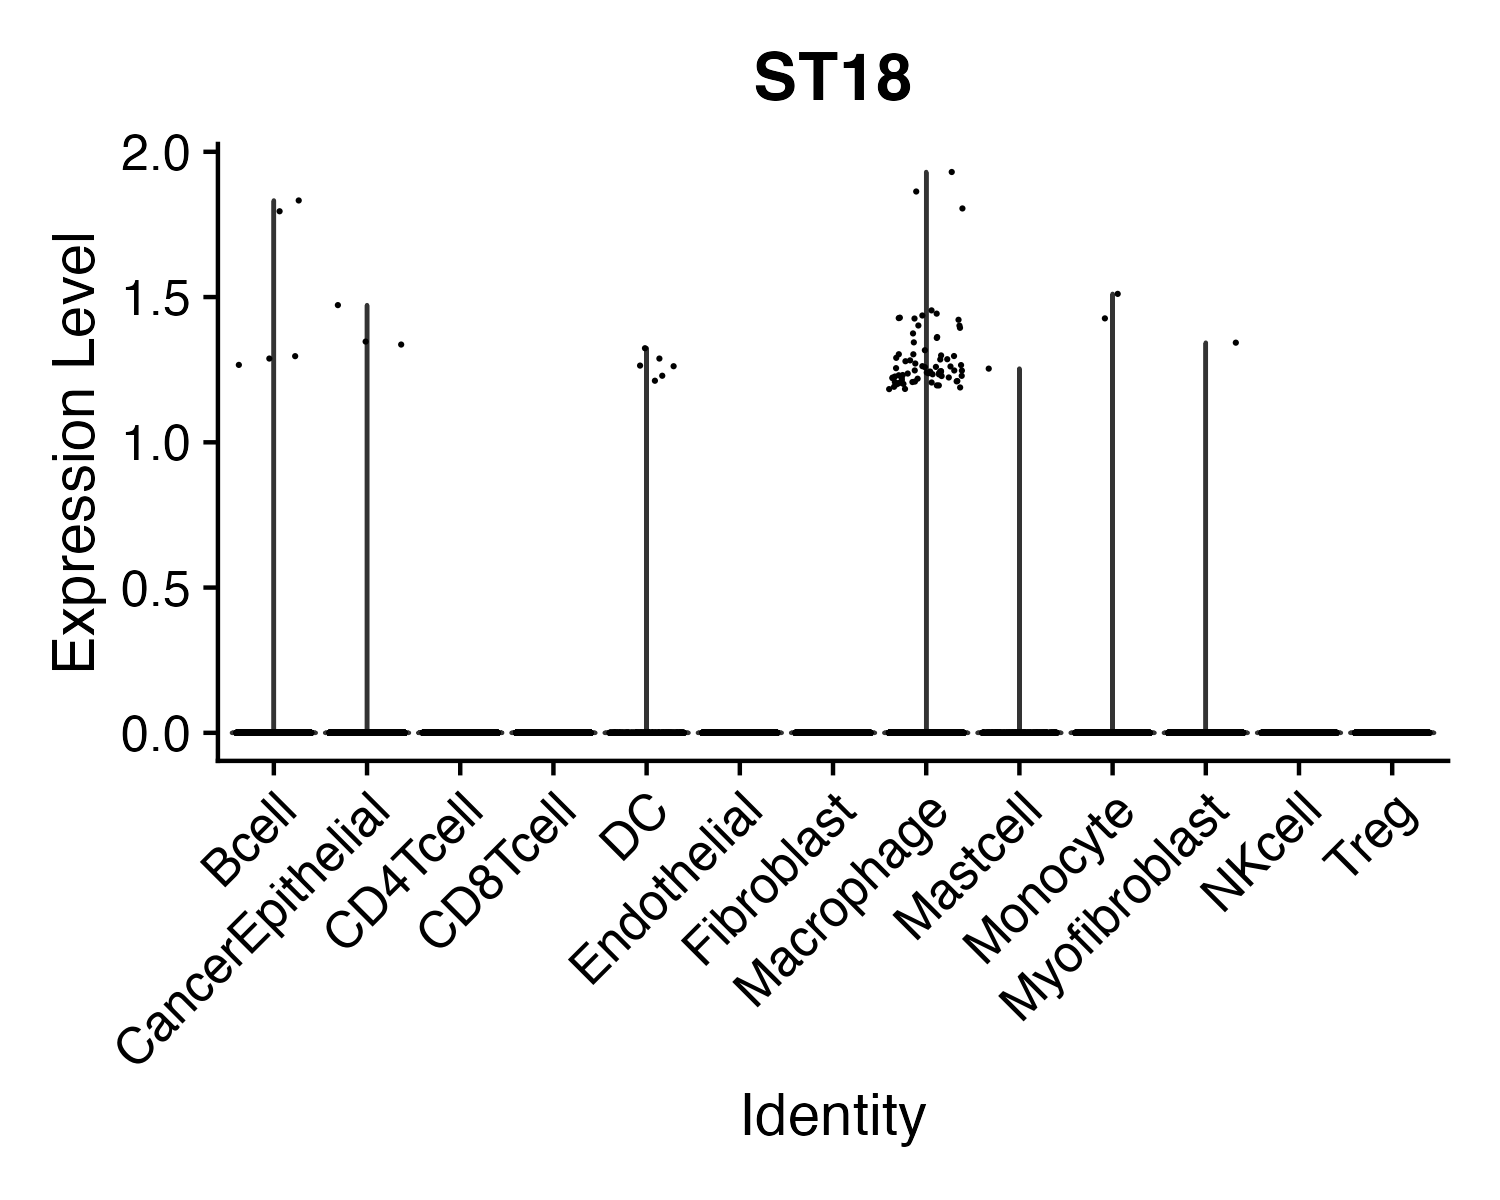 ST18
Expression Level
2.0
1.5
1.0
0.5
0.0
Bcell
CancerEpithelial
CD4Tcell
CD8Tcell
DC
Endothelial
Fibroblast
Macrophage
Mastcell
Monocyte
Myofibroblast
NKcell
Treg
Identity